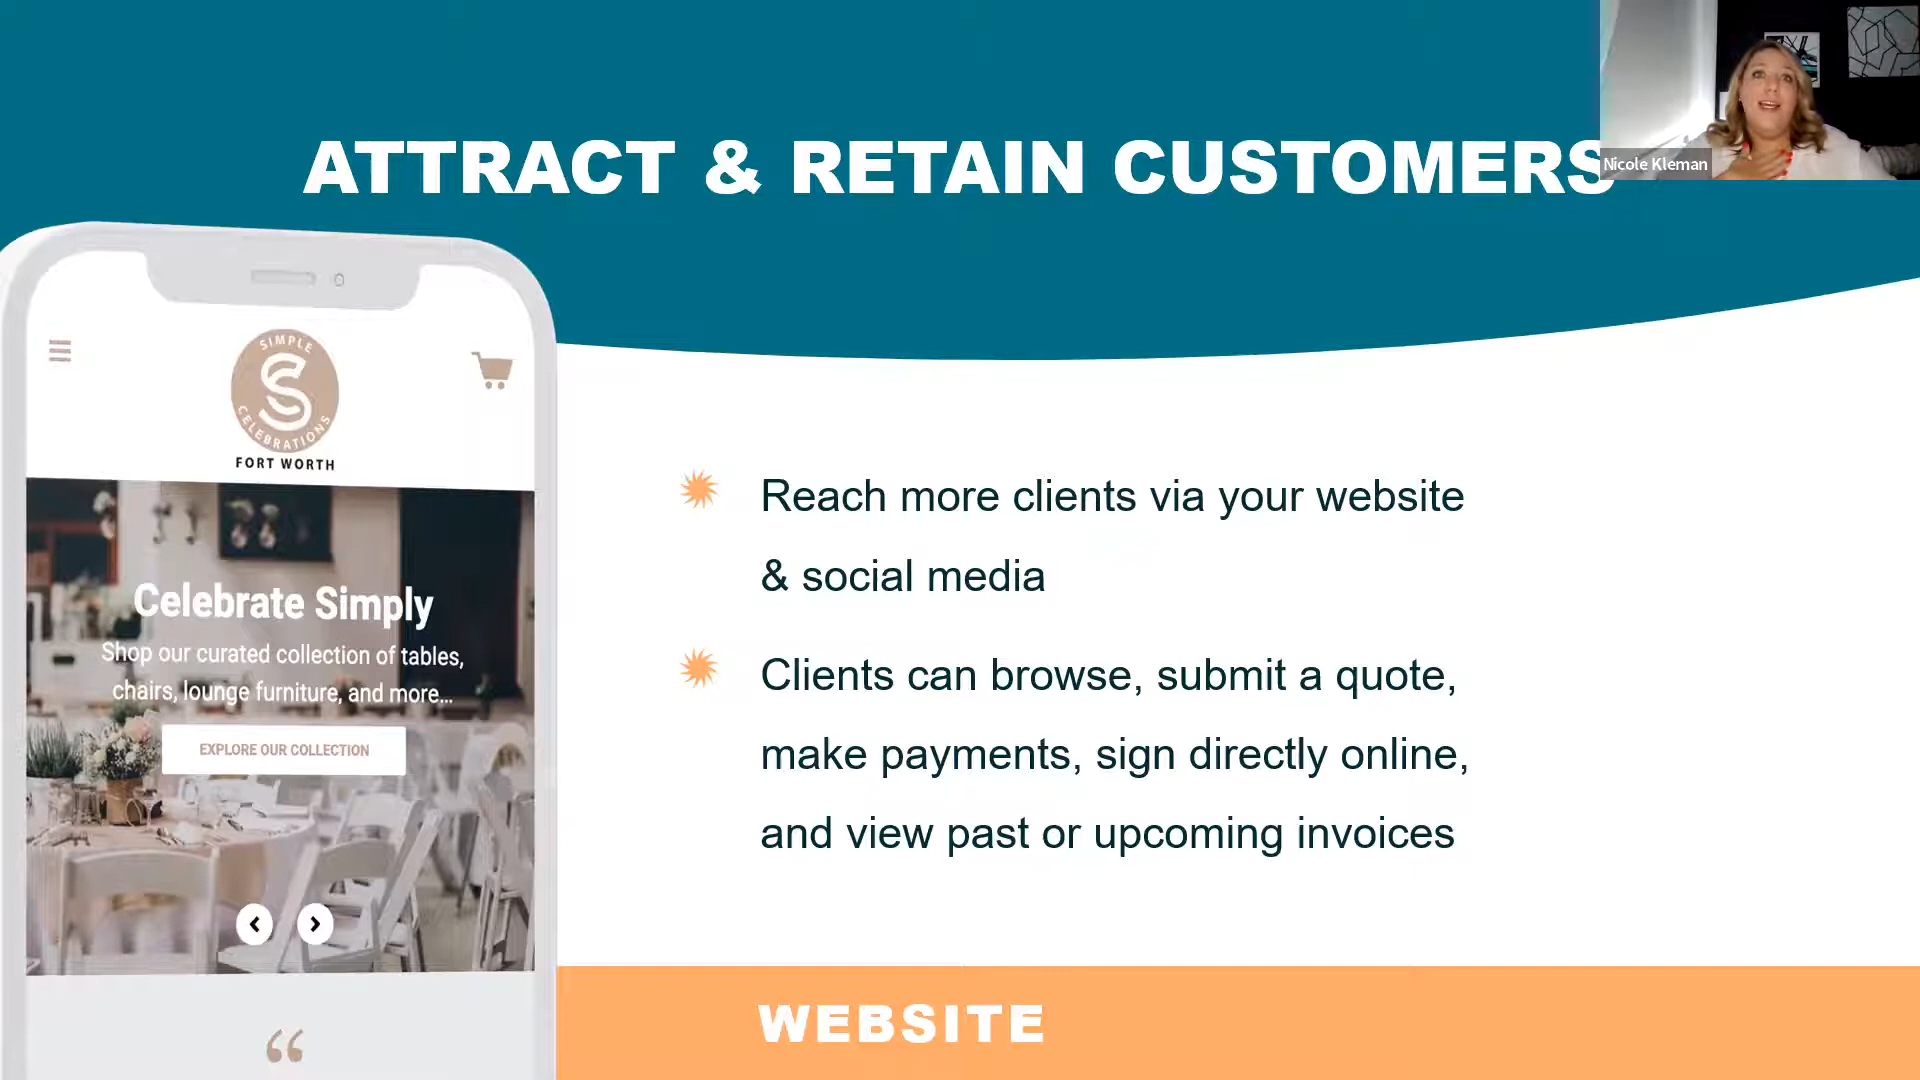 ATTRACT & RETAIN CUSTOMERS
Nicole Kleman
SIMPLE
S
CELEBRATIONS
FORT WORTH
Celebrate Simply
Shop our curated collection of tables,
chairs, lounge furniture, and more...
EXPLORE OUR COLLECTION
“
Reach more clients via your website
& social media
Clients can browse, submit a quote,
make payments, sign directly online,
and view past or upcoming invoices
WEBSITE